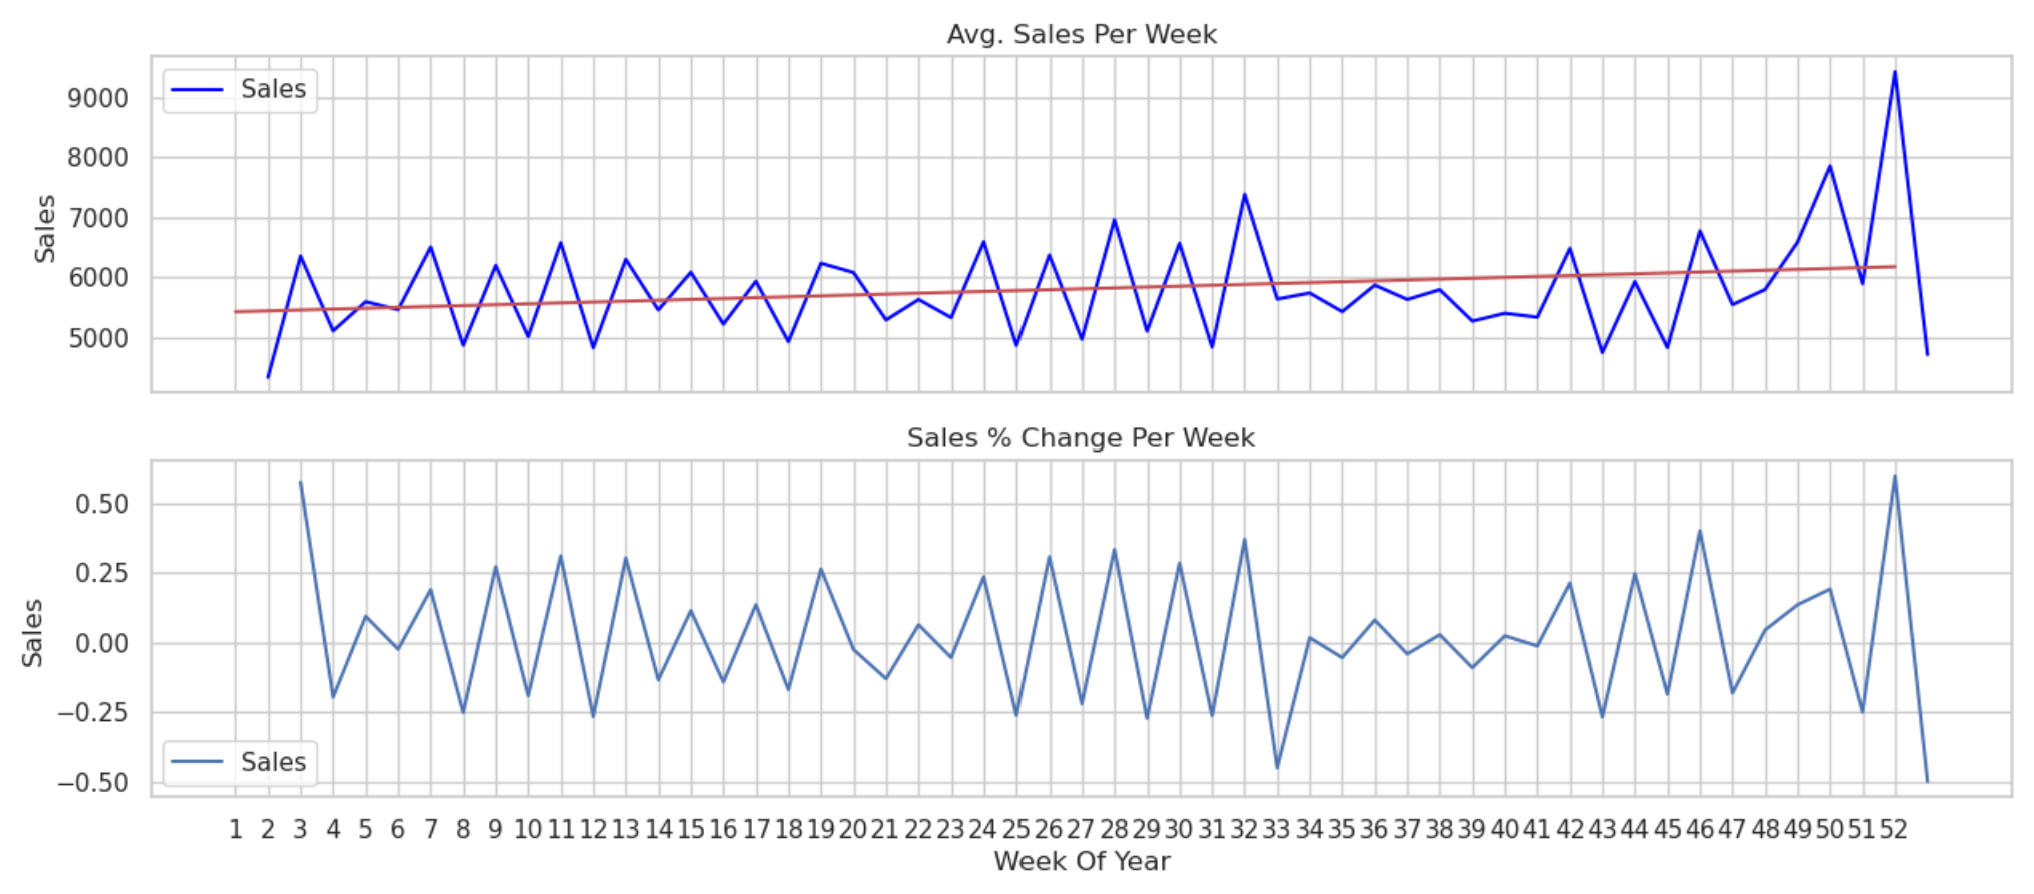 Avg. Sales Per Week
Sales
9000
8000
7000
6000
5000
Sales
Sales % Change Per Week
0.50
0.25
0.00
−0.25
−0.50
Sales
Sales
1 2 3 4 5 6 7 8 9 10 11 12 13 14 15 16 17 18 19 20 21 22 23 24 25 26 27 28 29 30 31 32 33 34 35 36 37 38 39 40 41 42 43 44 45 46 47 48 49 50 51 52
Week Of Year